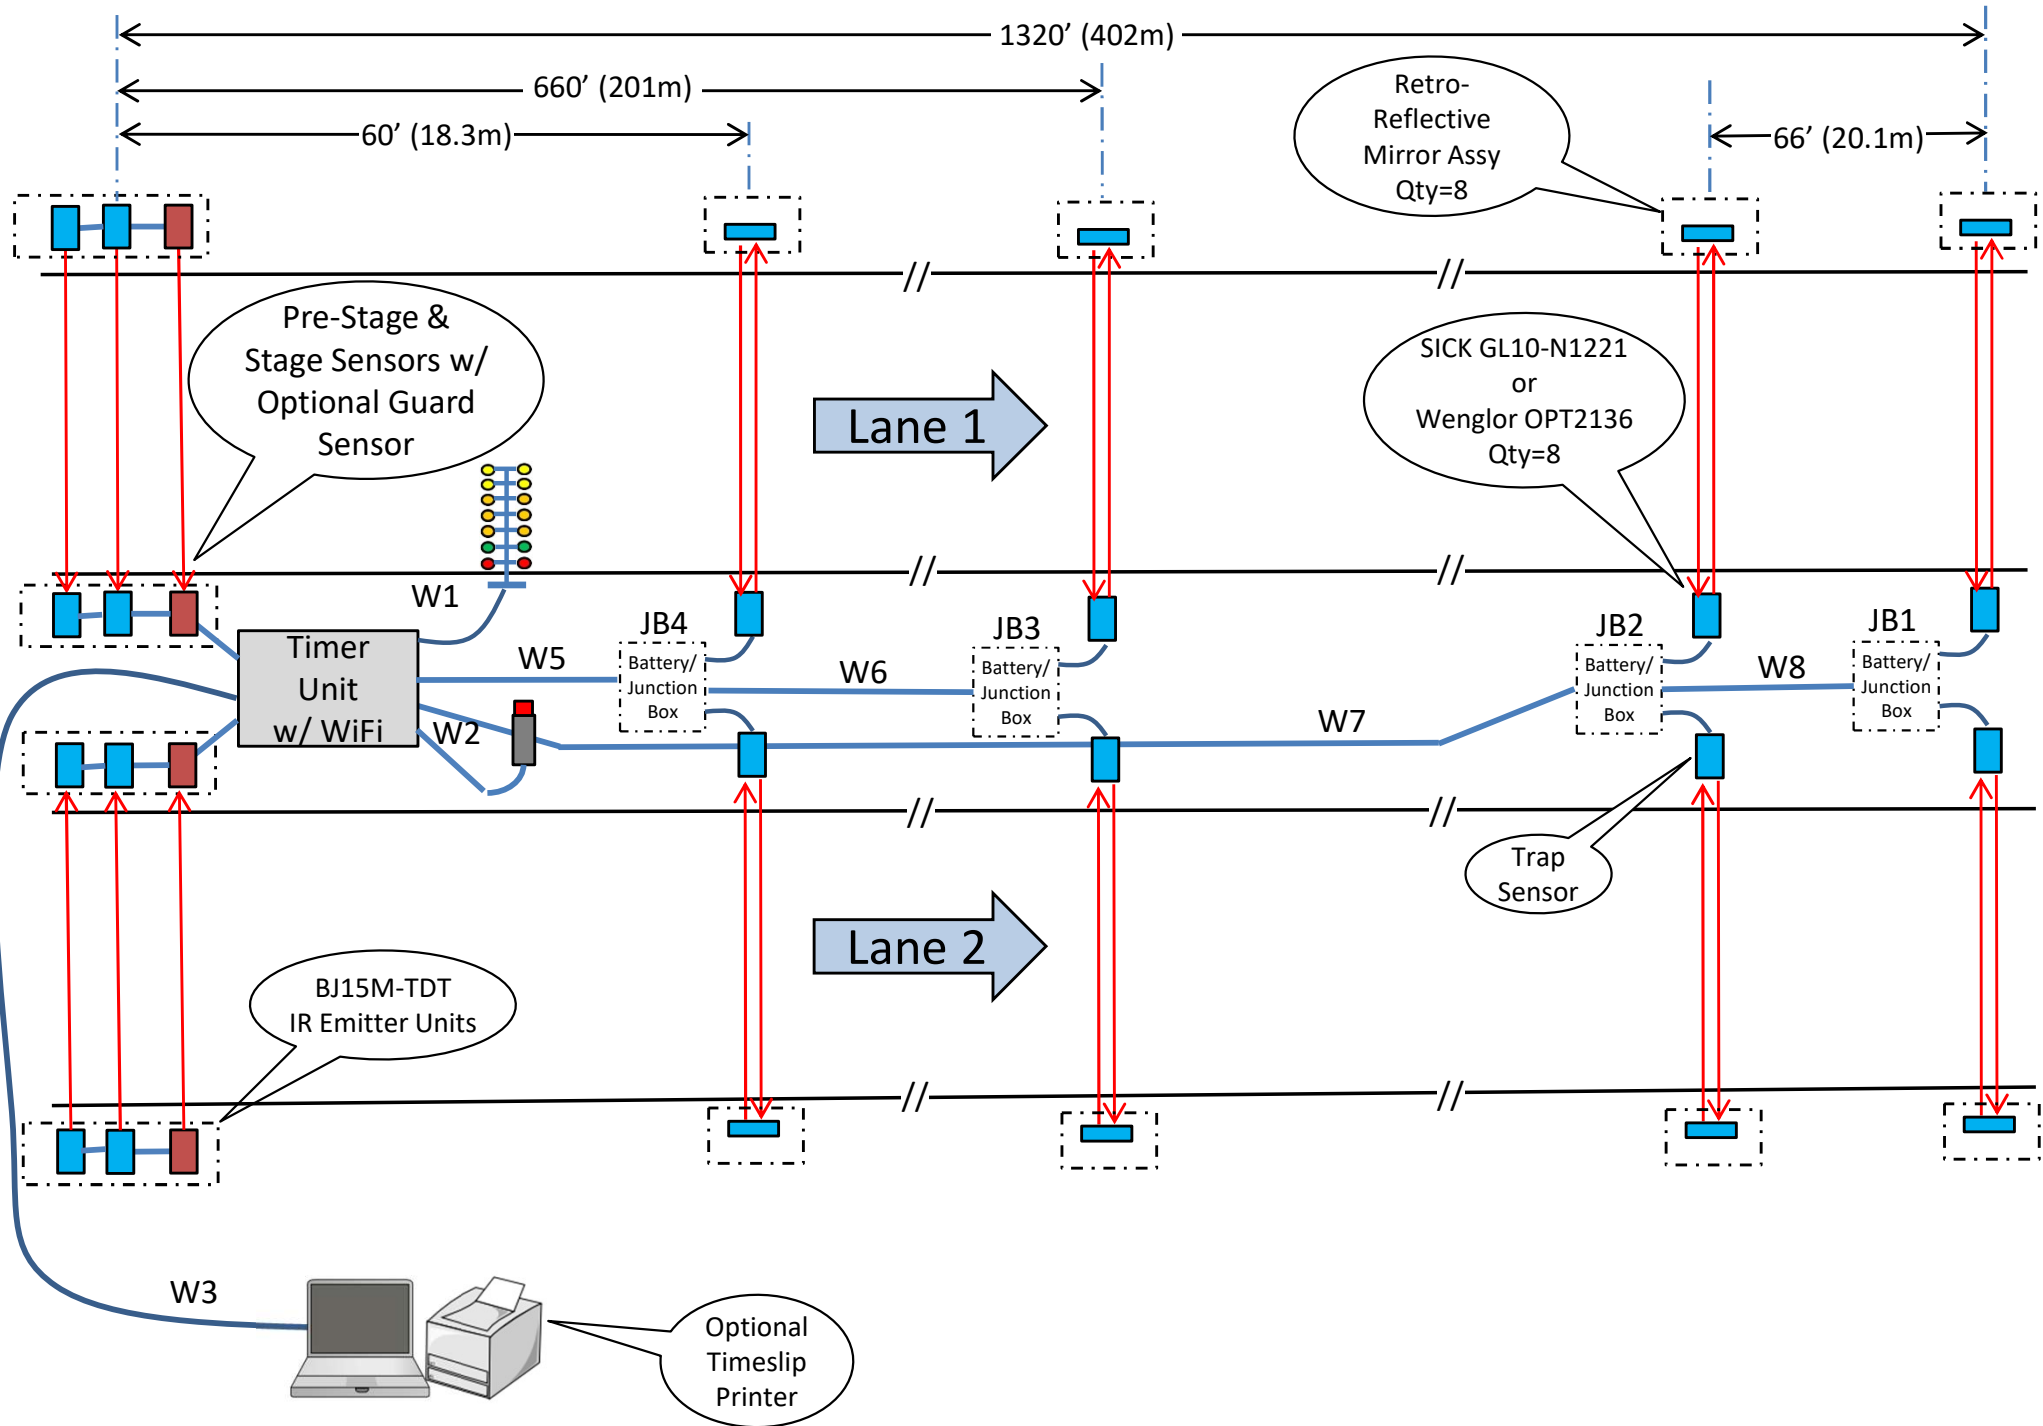 1320’ (402m)
660’ (201m)
60’ (18.3m)
66’ (20.1m)
Retro-
Reflective
Mirror Assy
Qty=8
Pre-Stage &
Stage Sensors w/
Optional Guard
Sensor
Lane 1
SICK GL10-N1221
or
Wenglor OPT2136
Qty=8
W1
Timer
Unit
w/ WiFi
W5
W2
JB4
Battery/
Junction
Box
W6
JB3
Battery/
Junction
Box
W7
JB2
Battery/
Junction
Box
W8
JB1
Battery/
Junction
Box
Trap
Sensor
Lane 2
BJ15M-TDT
IR Emitter Units
W3
Optional
Timeslip
Printer